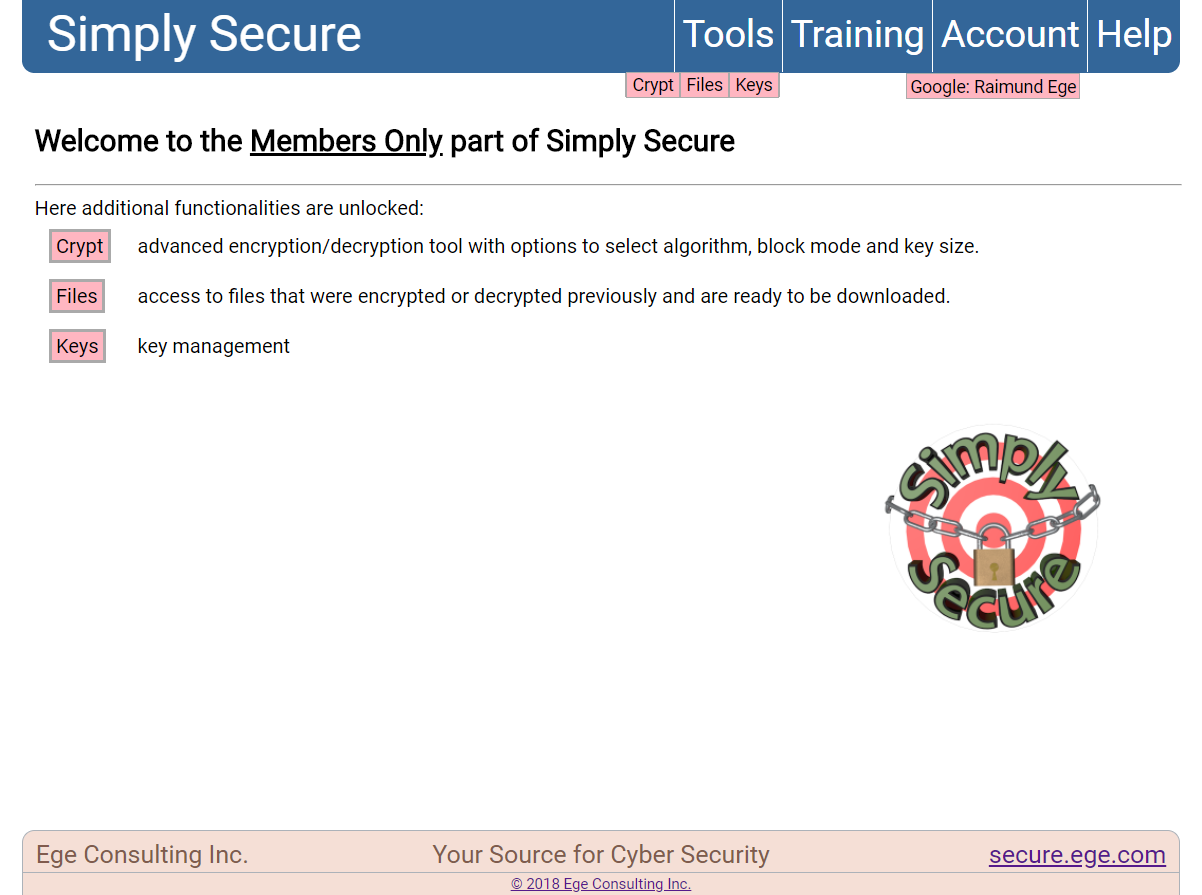 Simply Secure Tools Training Account Help
Crypt Files Keys Google: Raimund Ege
Welcome to the Members Only part of Simply Secure
Here additional functionalities are unlocked:
Crypt advanced encryption/decryption tool with options to select algorithm, block mode and key size.
Files access to files that were encrypted or decrypted previously and are ready to be downloaded.
Keys key management
Simply
Secure
Ege Consulting Inc. Your Source for Cyber Security secure.ege.com
© 2018 Ege Consulting Inc.